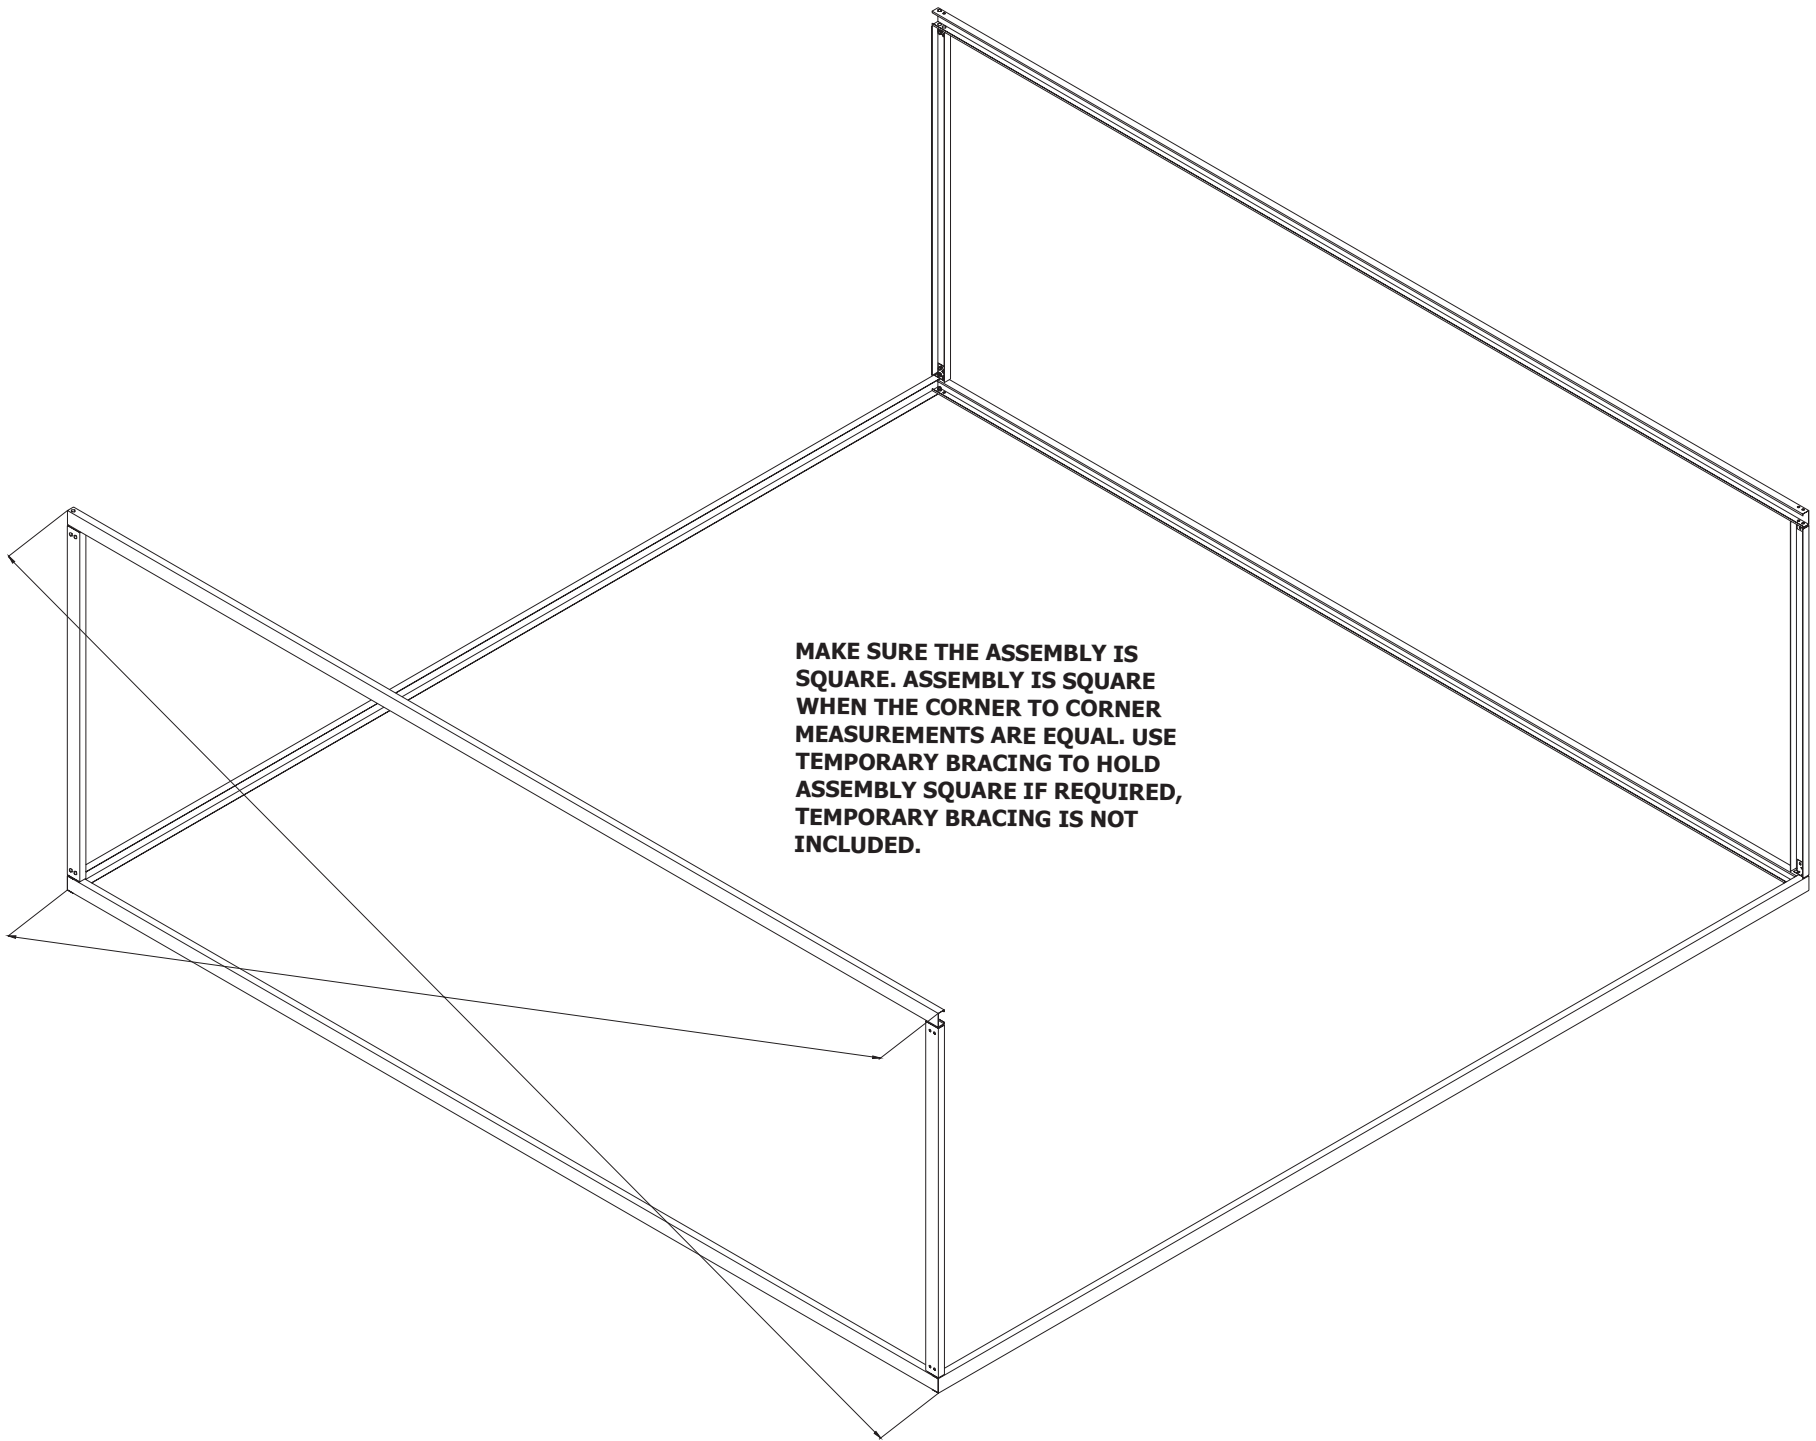 MAKE SURE THE ASSEMBLY IS
SQUARE. ASSEMBLY IS SQUARE
WHEN THE CORNER TO CORNER
MEASUREMENTS ARE EQUAL. USE
TEMPORARY BRACING TO HOLD
ASSEMBLY SQUARE IF REQUIRED,
TEMPORARY BRACING IS NOT
INCLUDED.